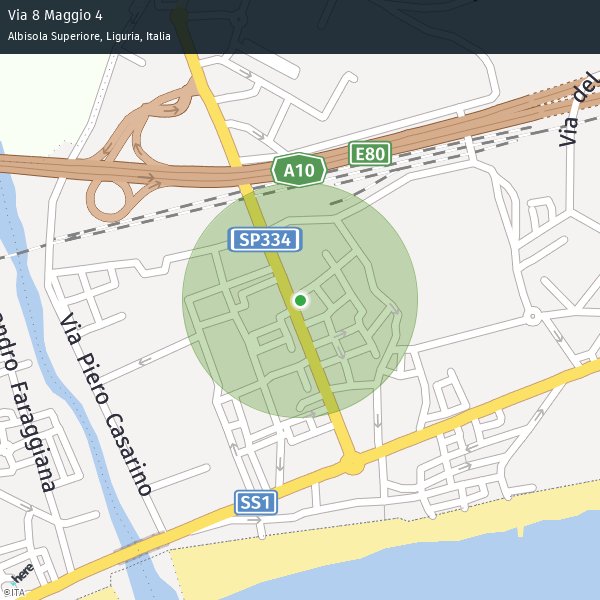 Via 8 Maggio 4
Albisola Superiore, Liguria, Italia
Via del
E80
A10
SP334
Via Piero Casarino
Faraggiana
SS1
here
©ITA